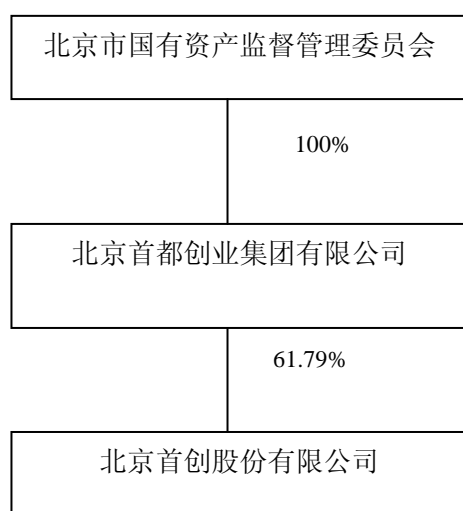 北京市国有资产监督管理委员会
100%
北京首都创业集团有限公司
61.79%
北京首创股份有限公司